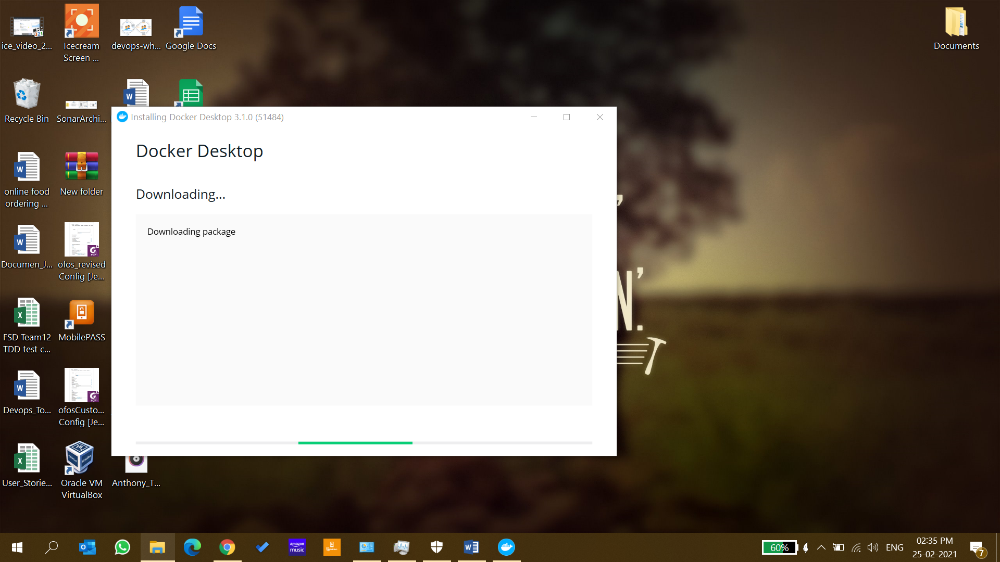 ice_video_2...
Icecream
Screen ...
devops-wh...
Google Docs
Documents
Recycle Bin
SonarArchi...
Installing Docker Desktop 3.1.0 (51484)
Docker Desktop
Downloading...
Downloading package
online food
ordering ...
New folder
Documen_J...
ofos_revised
Config [Je...
FSD Team12
TDD test c...
MobilePASS
Devops_To...
ofosCusto...
Config [Je...
User_Storie...
Oracle VM
VirtualBox
Anthony_T...
N'
N.
amazon
music
60%
ENG
02:35 PM
25-02-2021
7